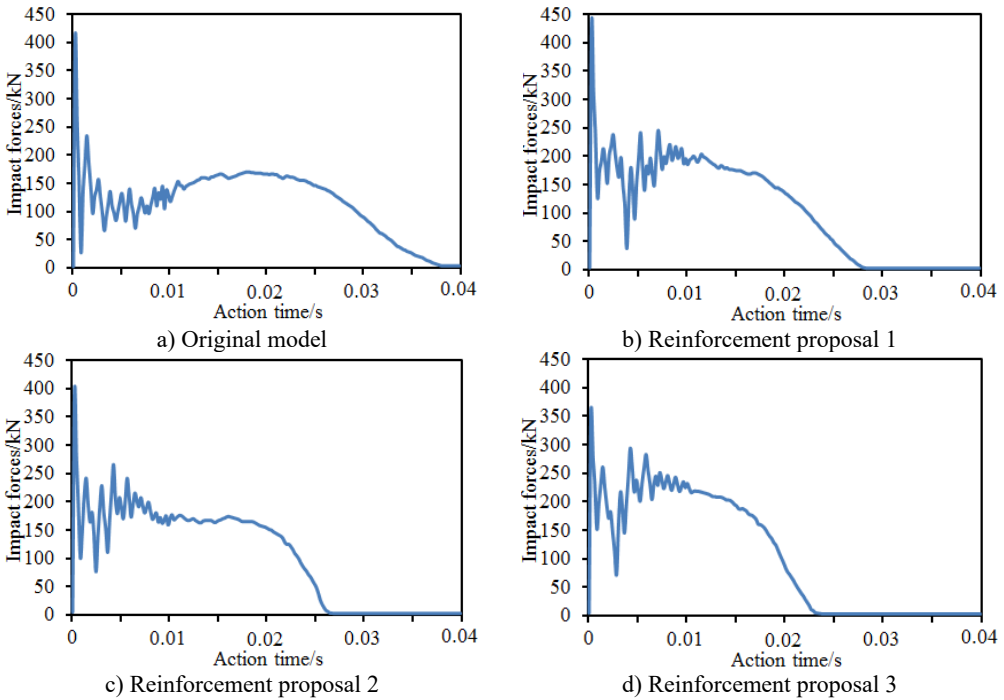 450
400
350
300
250
200
150
100
50
0
Impact forces/kN
0 0.01 0.02 0.03 0.04
Action time/s
a) Original model
450
400
350
300
250
200
150
100
50
0
Impact forces/kN
0 0.01 0.02 0.03 0.04
Action time/s
b) Reinforcement proposal 1
450
400
350
300
250
200
150
100
50
0
Impact forces/kN
0 0.01 0.02 0.03 0.04
Action time/s
c) Reinforcement proposal 2
450
400
350
300
250
200
150
100
50
0
Impact forces/kN
0 0.01 0.02 0.03 0.04
Action time/s
d) Reinforcement proposal 3